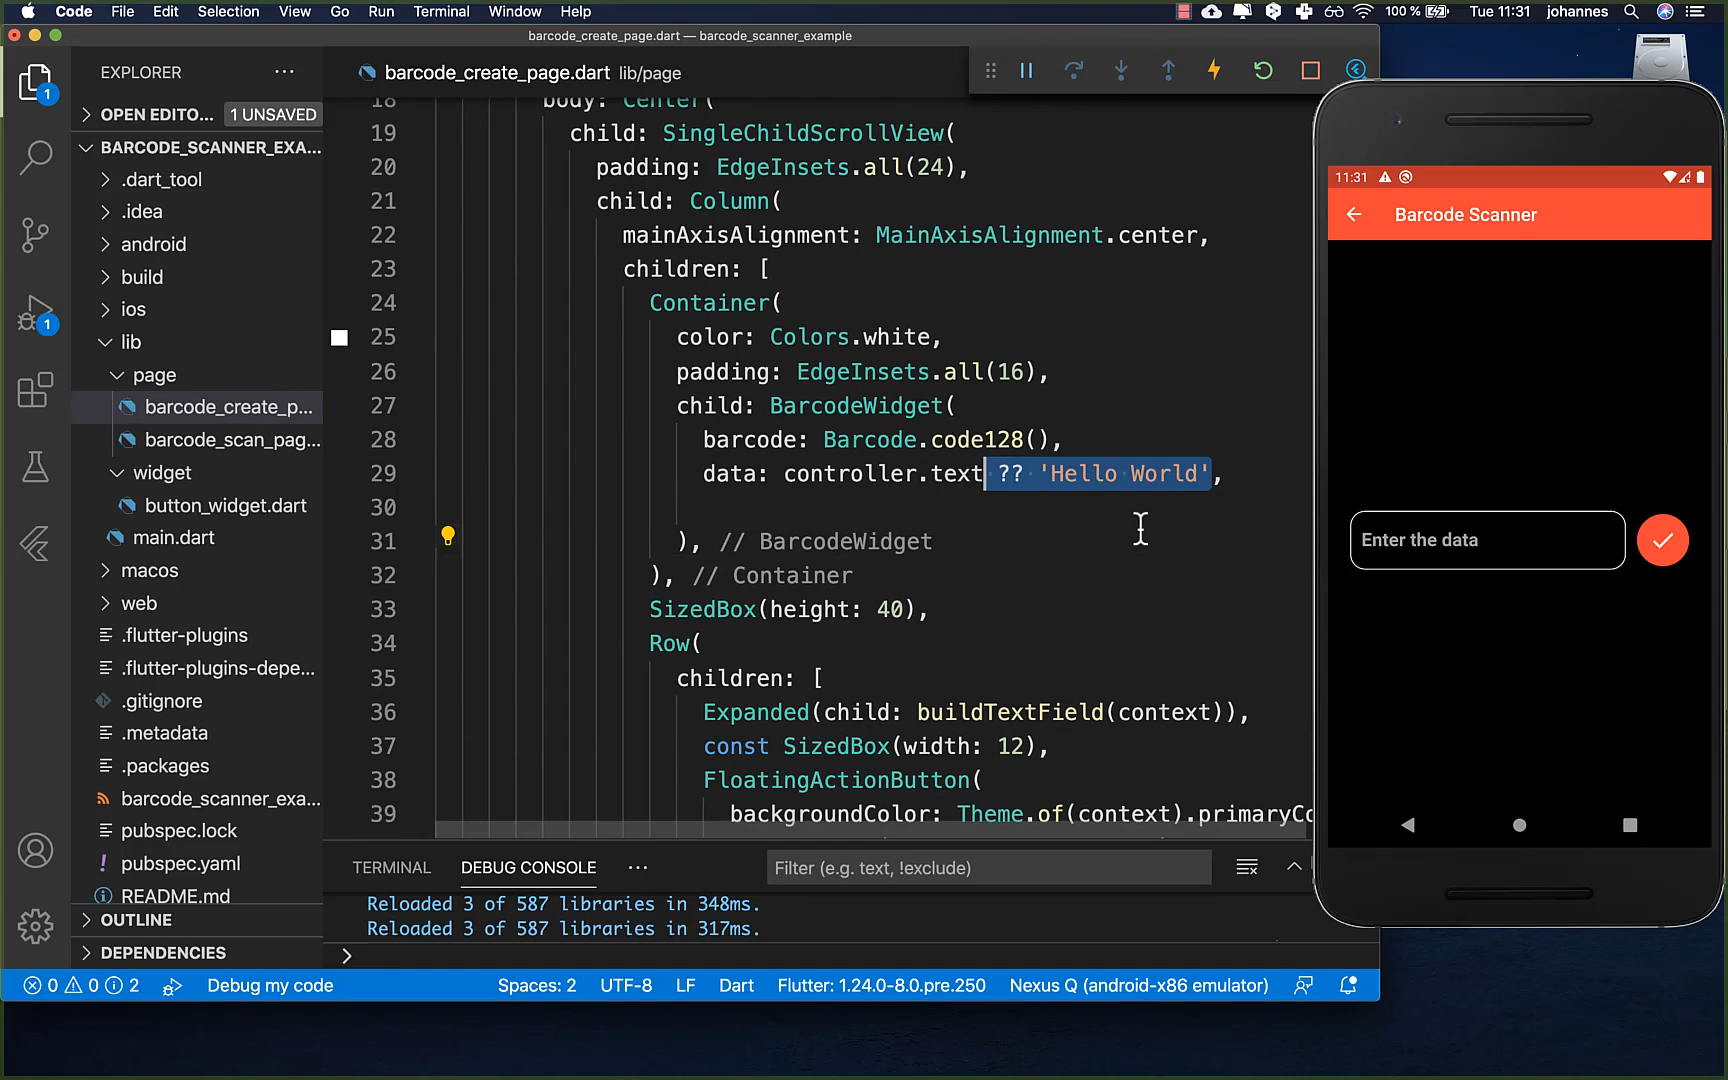 Code File Edit Selection View Go Run Terminal Window Help 100 % Tue 11:31 johannes
barcode_create_page.dart — barcode_scanner_example
EXPLORER
OPEN EDITO... 1 UNSAVED
BARCODE_SCANNER_EXA...
.dart_tool
.idea
android
build
ios
lib
page
barcode_create_p...
barcode_scan_pag...
widget
button_widget.dart
main.dart
macos
web
.flutter-plugins
.flutter-plugins-depe...
.gitignore
.metadata
.packages
barcode_scanner_exa...
pubspec.lock
pubspec.yaml
README.md
OUTLINE
DEPENDENCIES
1
1
barcode_create_page.dart lib/page
18 body: Center(
19 child: SingleChildScrollView(
20 padding: EdgeInsets.all(24),
21 child: Column(
22 mainAxisAlignment: MainAxisAlignment.center,
23 children: [
24 Container(
25 color: Colors.white,
26 padding: EdgeInsets.all(16),
27 child: BarcodeWidget(
28 barcode: Barcode.code128(),
29 data: controller.text ?? 'Hello World',
30
31 ), // BarcodeWidget
32 ), // Container
33 SizedBox(height: 40),
34 Row(
35 children: [
36 Expanded(child: buildTextField(context)),
37 const SizedBox(width: 12),
38 FloatingActionButton(
39 backgroundColor: Theme.of(context).primaryCo
TERMINAL DEBUG CONSOLE ... Filter (e.g. text, !exclude)
Reloaded 3 of 587 libraries in 348ms.
Reloaded 3 of 587 libraries in 317ms.
0 0 2 Debug my code Spaces: 2 UTF-8 LF Dart Flutter: 1.24.0-8.0.pre.250 Nexus Q (android-x86 emulator)
11:31
Barcode Scanner
Enter the data